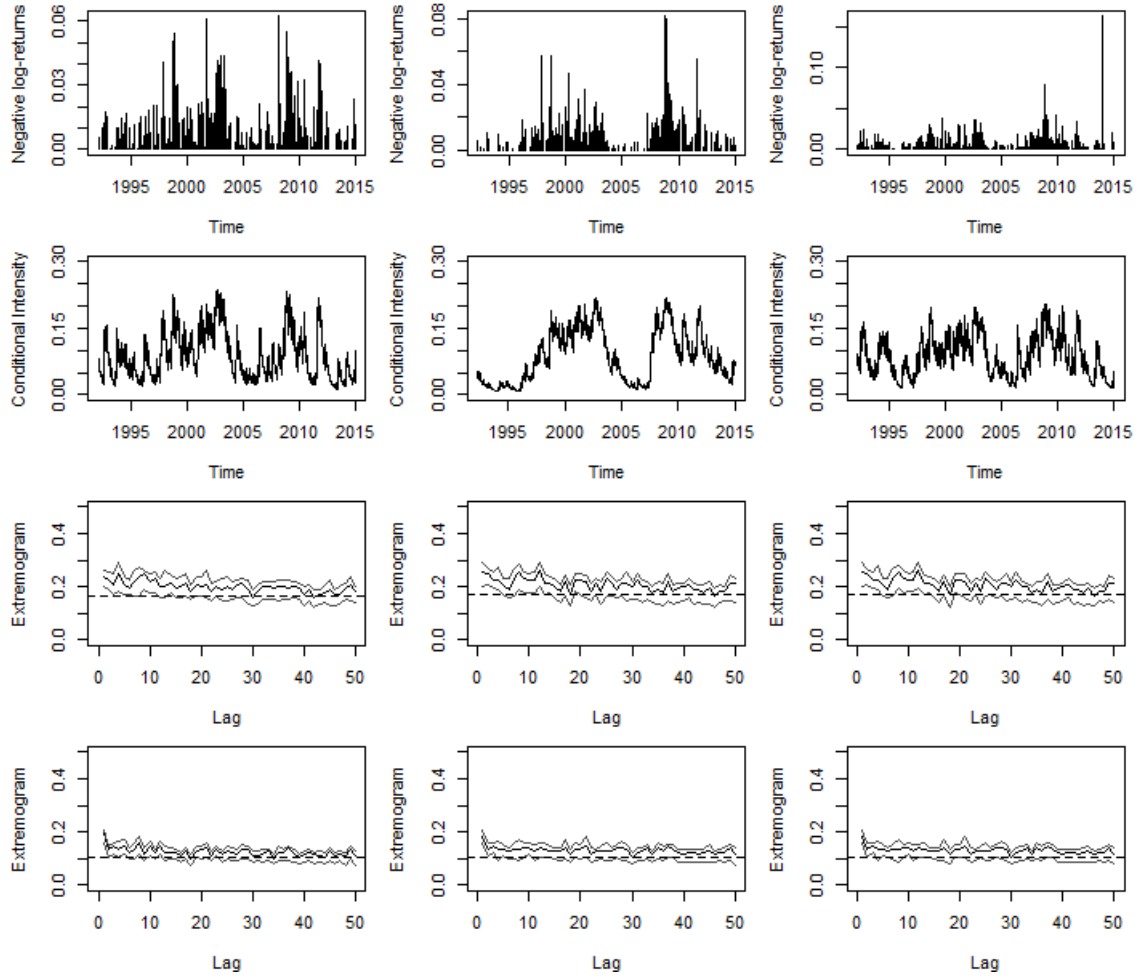 Negative log-returns
0.00 0.03 0.06
1995 2000 2005 2010 2015
Time
Negative log-returns
0.00 0.04 0.08
1995 2000 2005 2010 2015
Time
Negative log-returns
0.00 0.10
1995 2000 2005 2010 2015
Time
Conditional Intensity
0.00 0.15 0.30
1995 2000 2005 2010 2015
Time
Conditional Intensity
0.00 0.15 0.30
1995 2000 2005 2010 2015
Time
Conditional Intensity
0.00 0.15 0.30
1995 2000 2005 2010 2015
Time
Extremogram
0.0 0.2 0.4
0 10 20 30 40 50
Lag
Extremogram
0.0 0.2 0.4
0 10 20 30 40 50
Lag
Extremogram
0.0 0.2 0.4
0 10 20 30 40 50
Lag
Extremogram
0.0 0.2 0.4
0 10 20 30 40 50
Lag
Extremogram
0.0 0.2 0.4
0 10 20 30 40 50
Lag
Extremogram
0.0 0.2 0.4
0 10 20 30 40 50
Lag